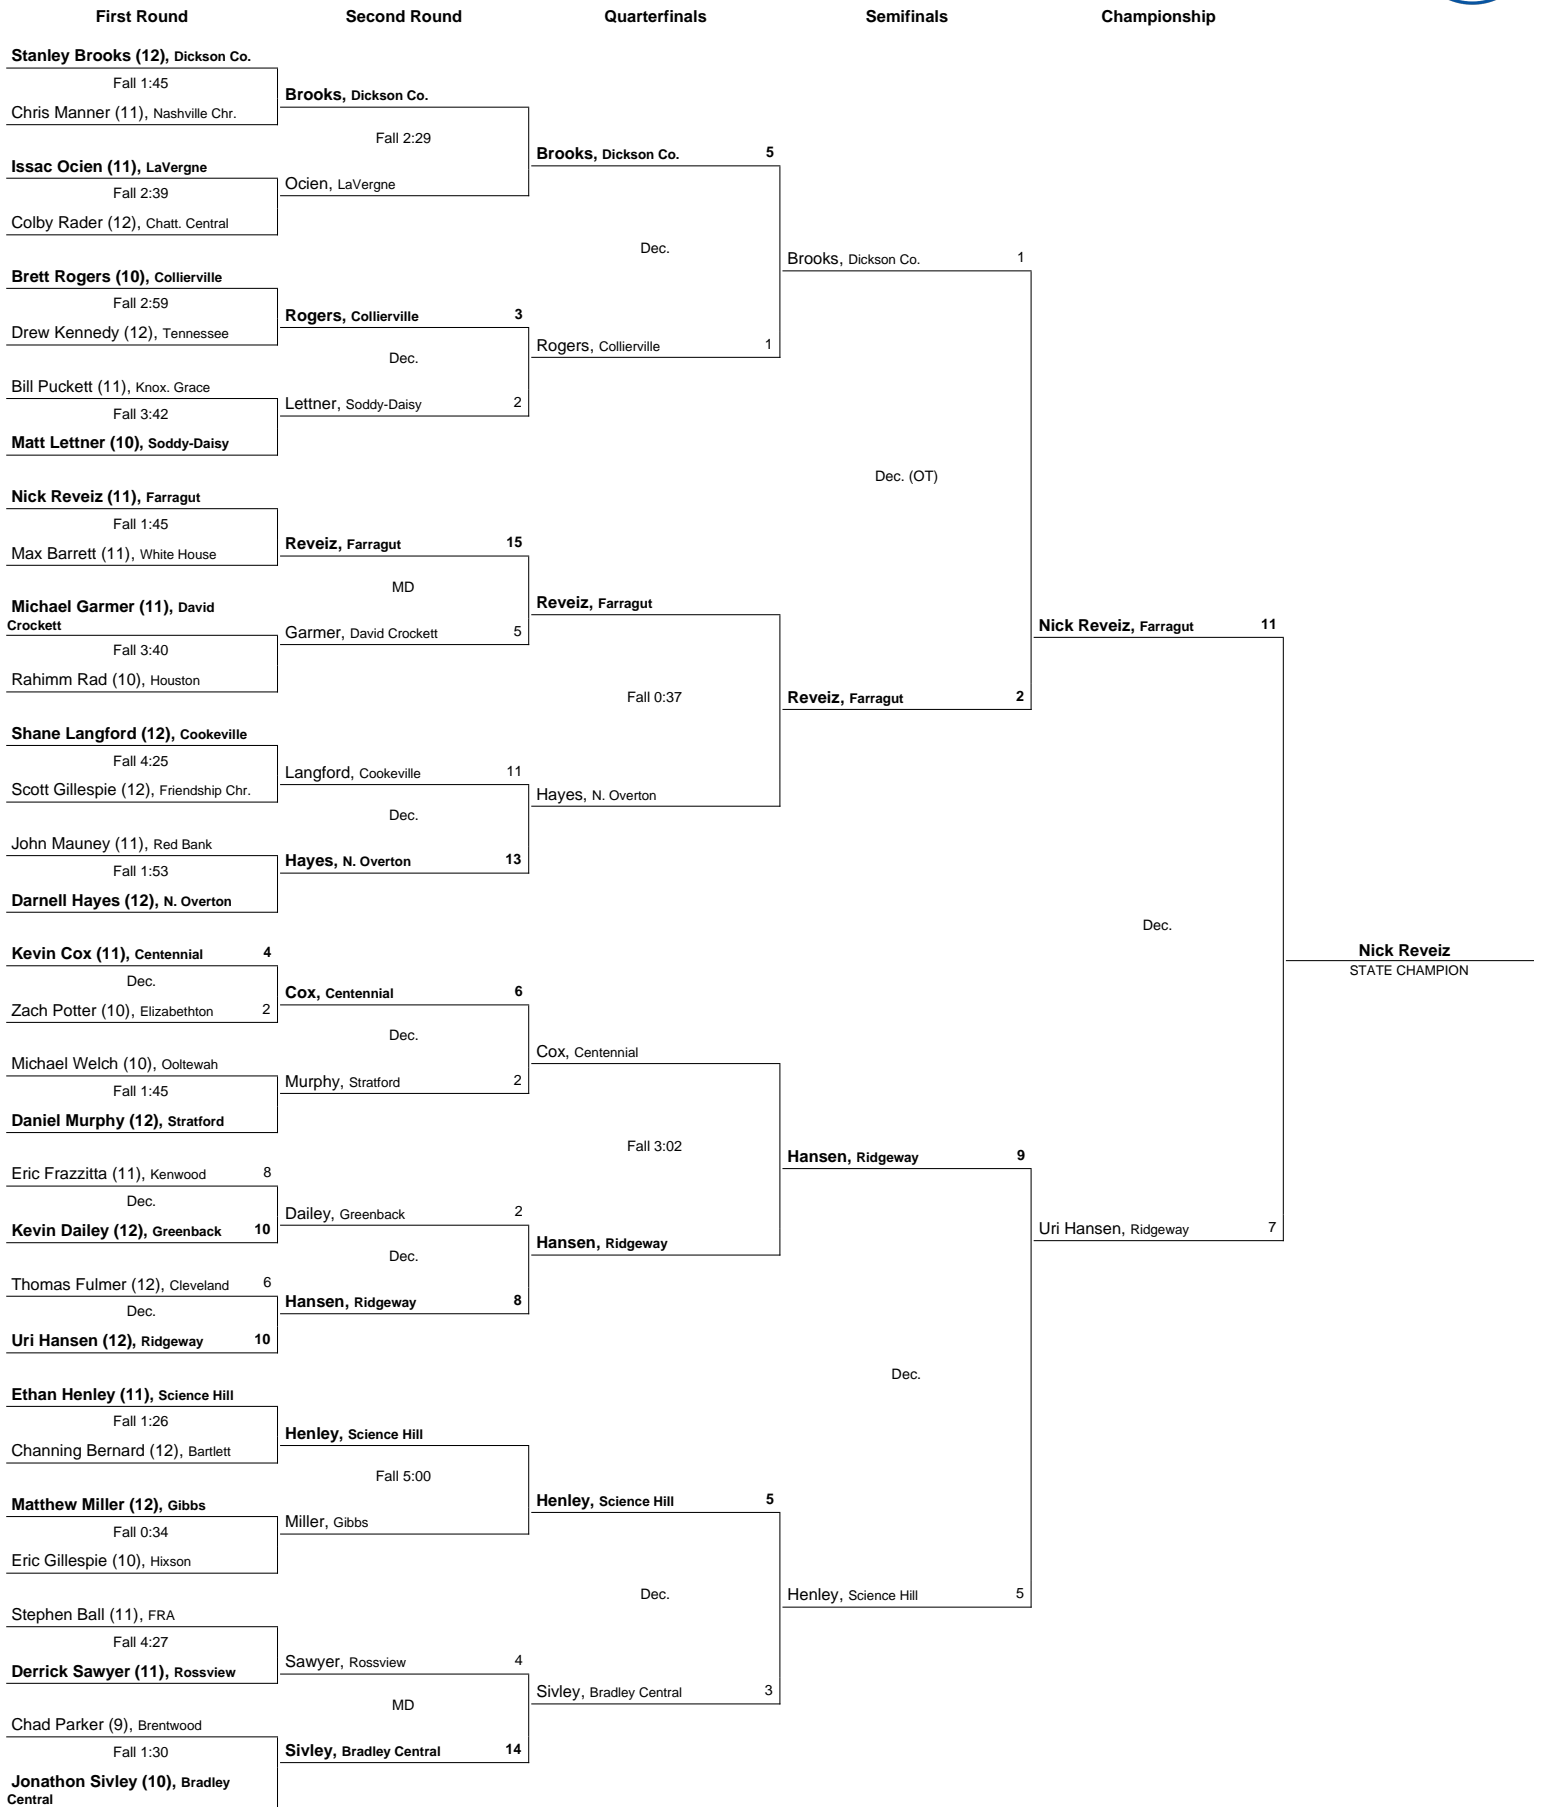 First Round
Second Round
Quarterfinals
Semifinals
Championship
Stanley Brooks (12), Dickson Co.
Fall 1:45
Chris Manner (11), Nashville Chr.
Issac Ocien (11), LaVergne
Fall 2:39
Colby Rader (12), Chatt. Central
Brett Rogers (10), Collierville
Fall 2:59
Drew Kennedy (12), Tennessee
Bill Puckett (11), Knox. Grace
Fall 3:42
Matt Lettner (10), Soddy-Daisy
Nick Reveiz (11), Farragut
Fall 1:45
Max Barrett (11), White House
Michael Garmer (11), David
Crockett
Fall 3:40
Rahimm Rad (10), Houston
Shane Langford (12), Cookeville
Fall 4:25
Scott Gillespie (12), Friendship Chr.
John Mauney (11), Red Bank
Fall 1:53
Darnell Hayes (12), N. Overton
Kevin Cox (11), Centennial 4
Dec.
Zach Potter (10), Elizabethton 2
Michael Welch (10), Ooltewah
Fall 1:45
Daniel Murphy (12), Stratford
Eric Frazzitta (11), Kenwood 8
Dec.
Kevin Dailey (12), Greenback 10
Thomas Fulmer (12), Cleveland 6
Dec.
Uri Hansen (12), Ridgeway 10
Ethan Henley (11), Science Hill
Fall 1:26
Channing Bernard (12), Bartlett
Matthew Miller (12), Gibbs
Fall 0:34
Eric Gillespie (10), Hixson
Stephen Ball (11), FRA
Fall 4:27
Derrick Sawyer (11), Rossview
Chad Parker (9), Brentwood
Fall 1:30
Jonathon Sivley (10), Bradley
Central
Brooks, Dickson Co.
Fall 2:29
Ocien, LaVergne
Rogers, Collierville 3
Dec.
Lettner, Soddy-Daisy 2
Reveiz, Farragut 15
MD
Garmer, David Crockett 5
Langford, Cookeville 11
Dec.
Hayes, N. Overton 13
Cox, Centennial 6
Dec.
Murphy, Stratford 2
Dailey, Greenback 2
Dec.
Hansen, Ridgeway 8
Henley, Science Hill
Fall 5:00
Miller, Gibbs
Sawyer, Rossview 4
MD
Sivley, Bradley Central 14
Brooks, Dickson Co. 5
Dec.
Rogers, Collierville 1
Reveiz, Farragut
Fall 0:37
Hayes, N. Overton
Cox, Centennial
Fall 3:02
Hansen, Ridgeway
Henley, Science Hill 5
Dec.
Sivley, Bradley Central 3
Brooks, Dickson Co. 1
Dec. (OT)
Reveiz, Farragut 2
Hansen, Ridgeway 9
Dec.
Henley, Science Hill 5
Nick Reveiz, Farragut 11
Dec.
Uri Hansen, Ridgeway 7
Nick Reveiz
STATE CHAMPION